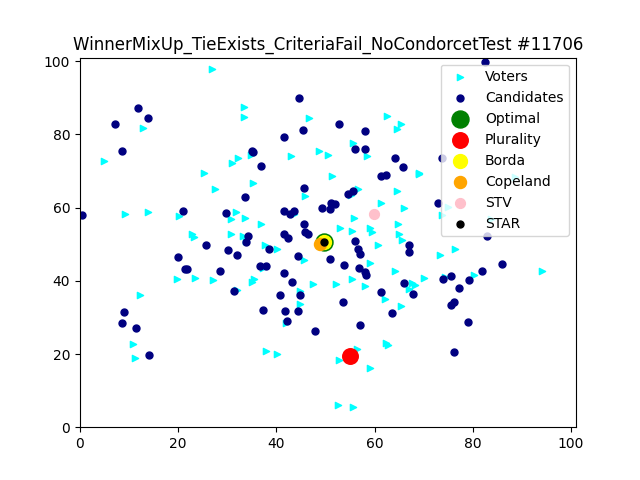 WinnerMixUp_TieExists_CriteriaFail_NoCondorcetTest #11706
100
80
60
40
20
0
0 20 40 60 80 100
Voters
Candidates
Optimal
Plurality
Borda
Copeland
STV
STAR